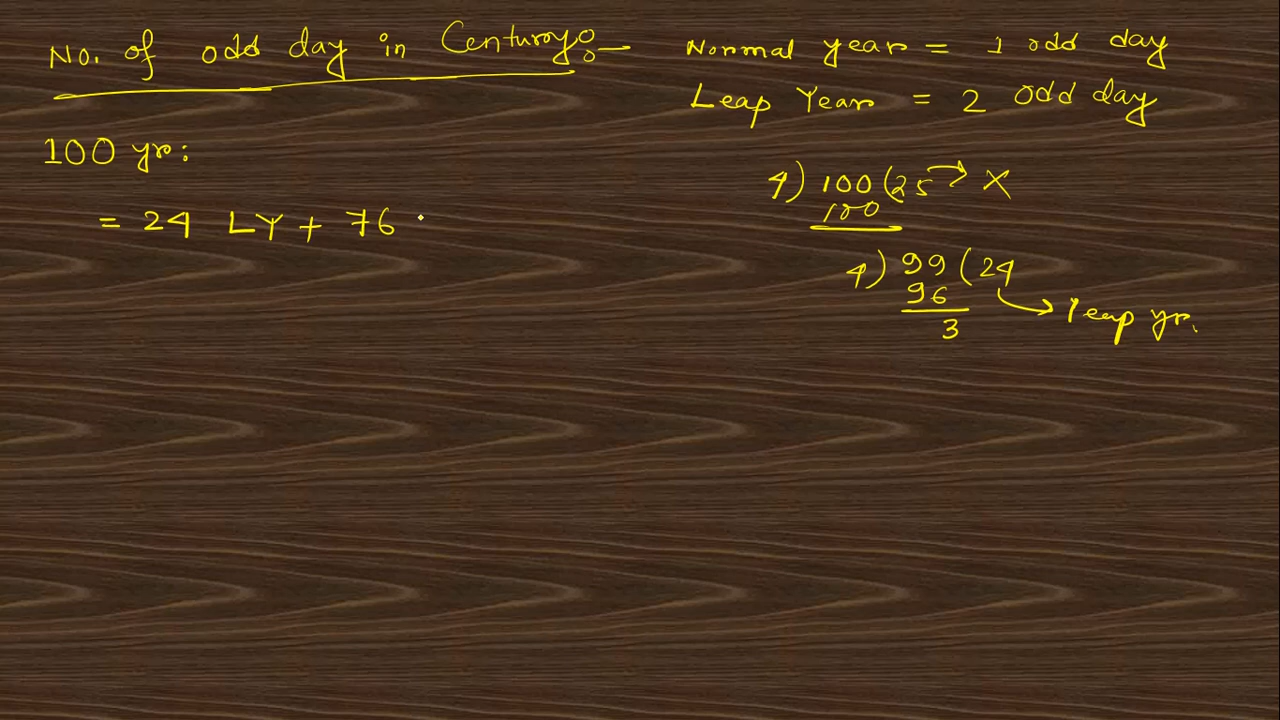 No. of odd day in Century:-
Normal year = 1 odd day
Leap Year = 2 odd day
100 yr:
= 24 LY + 76
4) 100 (25 → X
100
4) 99 (24
96
3
leap yr.